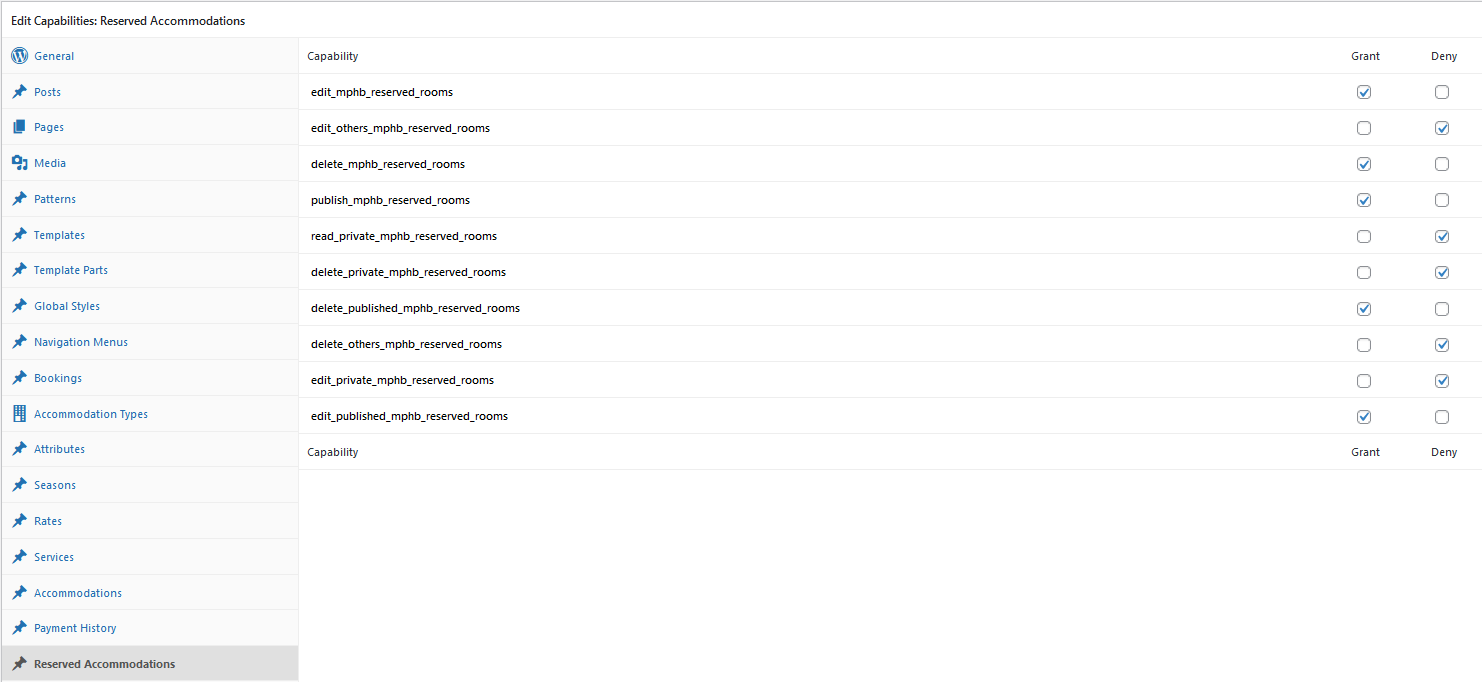 Edit Capabilities: Reserved Accommodations
General
Posts
Pages
Media
Patterns
Templates
Template Parts
Global Styles
Navigation Menus
Bookings
Accommodation Types
Attributes
Seasons
Rates
Services
Accommodations
Payment History
Reserved Accommodations
Capability Grant Deny
edit_mphb_reserved_rooms
edit_others_mphb_reserved_rooms
delete_mphb_reserved_rooms
publish_mphb_reserved_rooms
read_private_mphb_reserved_rooms
delete_private_mphb_reserved_rooms
delete_published_mphb_reserved_rooms
delete_others_mphb_reserved_rooms
edit_private_mphb_reserved_rooms
edit_published_mphb_reserved_rooms
Capability Grant Deny